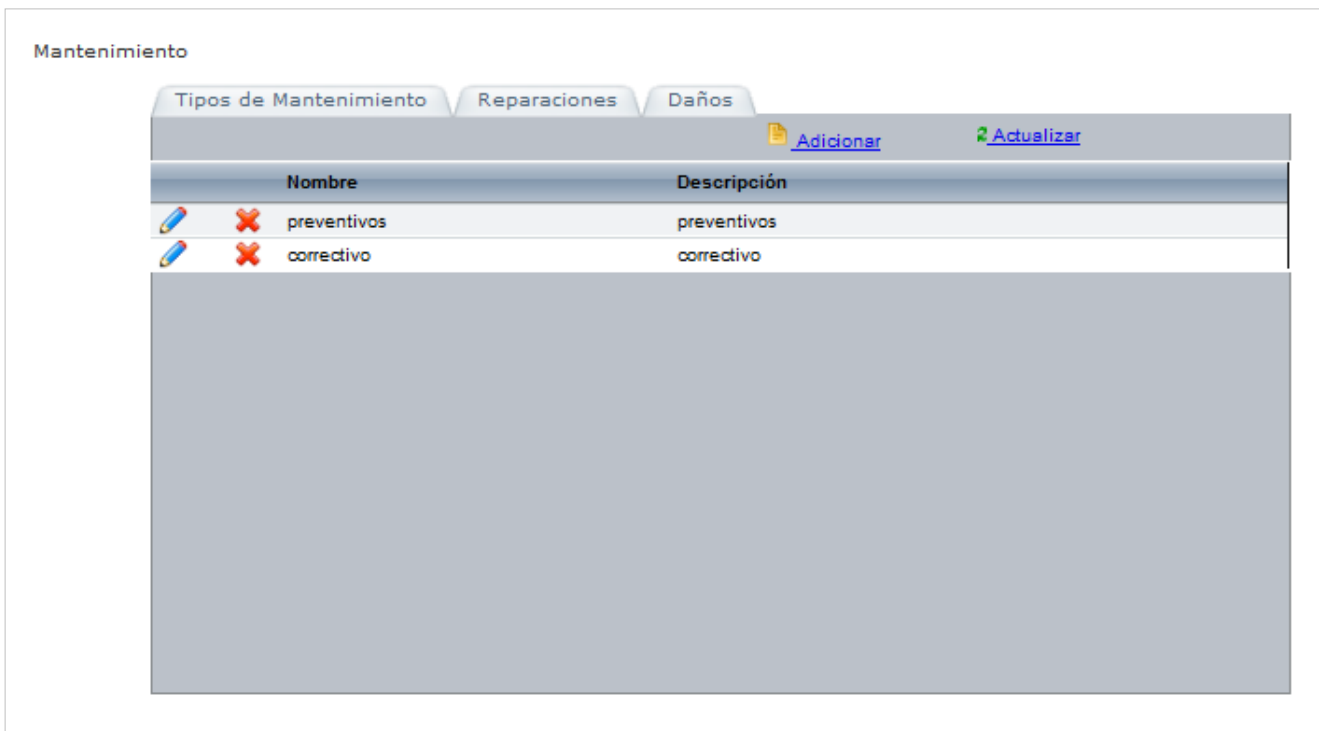 Mantenimiento
Tipos de Mantenimiento Reparaciones Daños
Adicionar Actualizar
Nombre Descripción
preventivos preventivos
correctivo correctivo